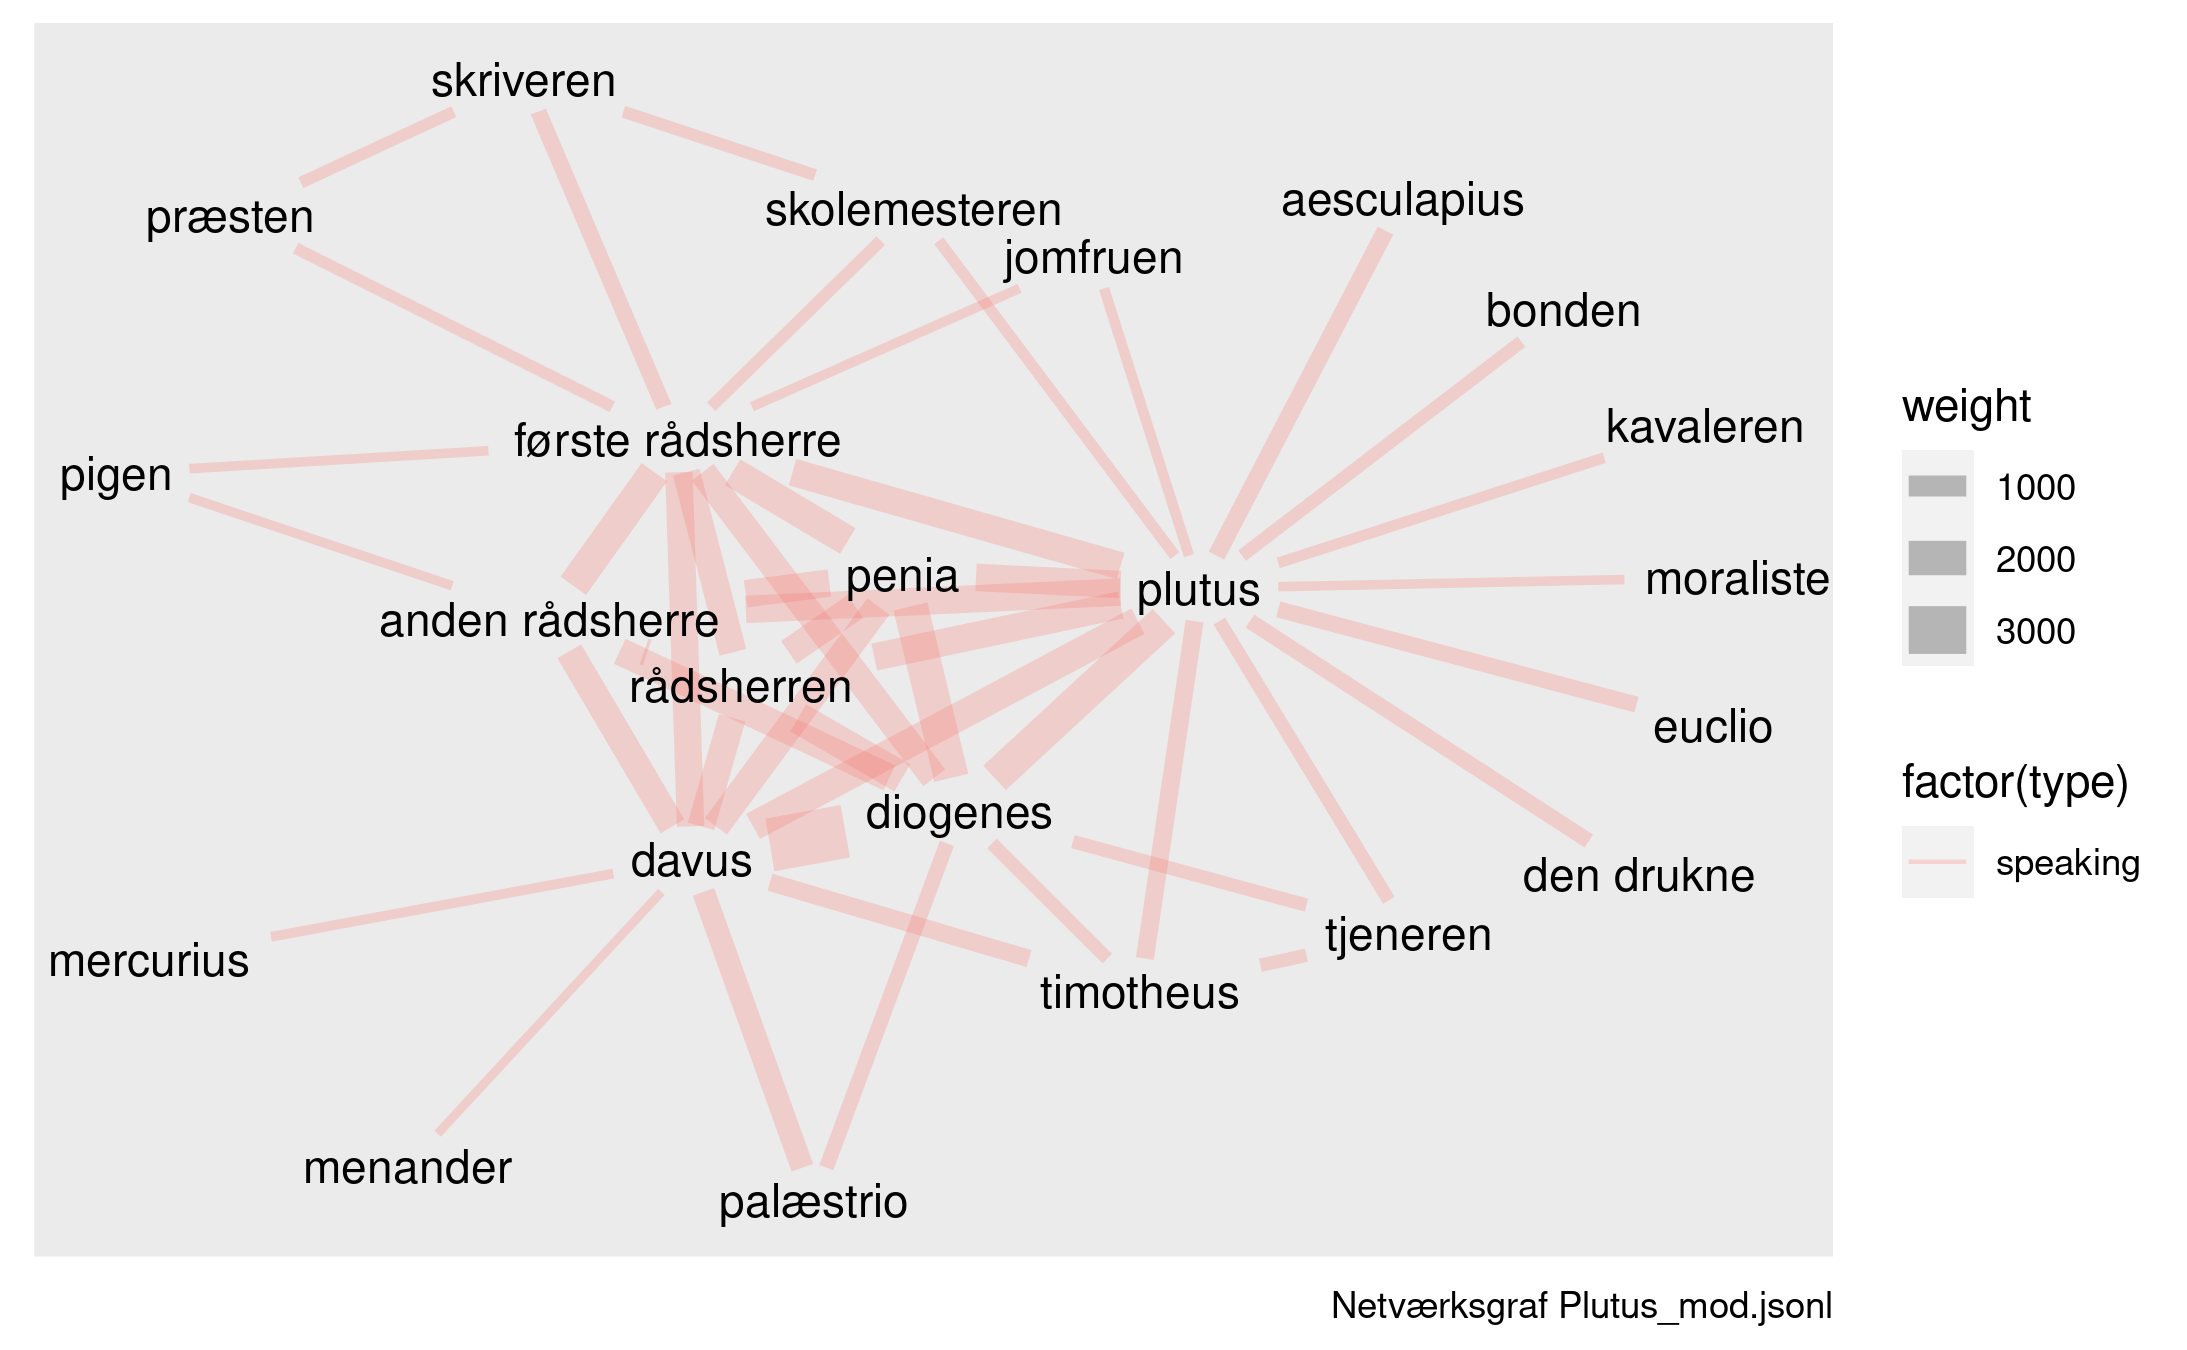 skriveren
præsten
skolemesteren
aesculapius
jomfruen
bonden
kavaleren
første rådsherre
pigen
penia
plutus
moraliste
anden rådsherre
rådsherren
euclio
diogenes
davus
den drukne
tjeneren
mercurius
timotheus
menander
palæstrio
weight
1000
2000
3000
factor(type)
speaking
Netværksgraf Plutus_mod.jsonl